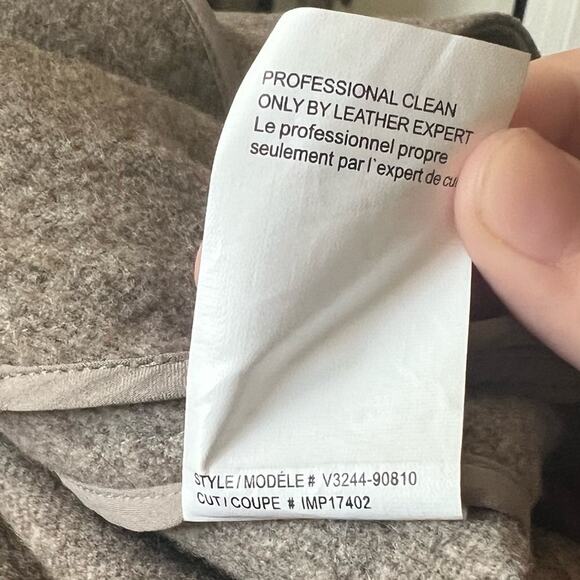 PROFESSIONAL CLEAN
ONLY BY LEATHER EXPERT
Le professionnel propre
seulement par l`expert de
STYLE / MODÉLE # V3244-90810
CUT / COUPE # IMP17402